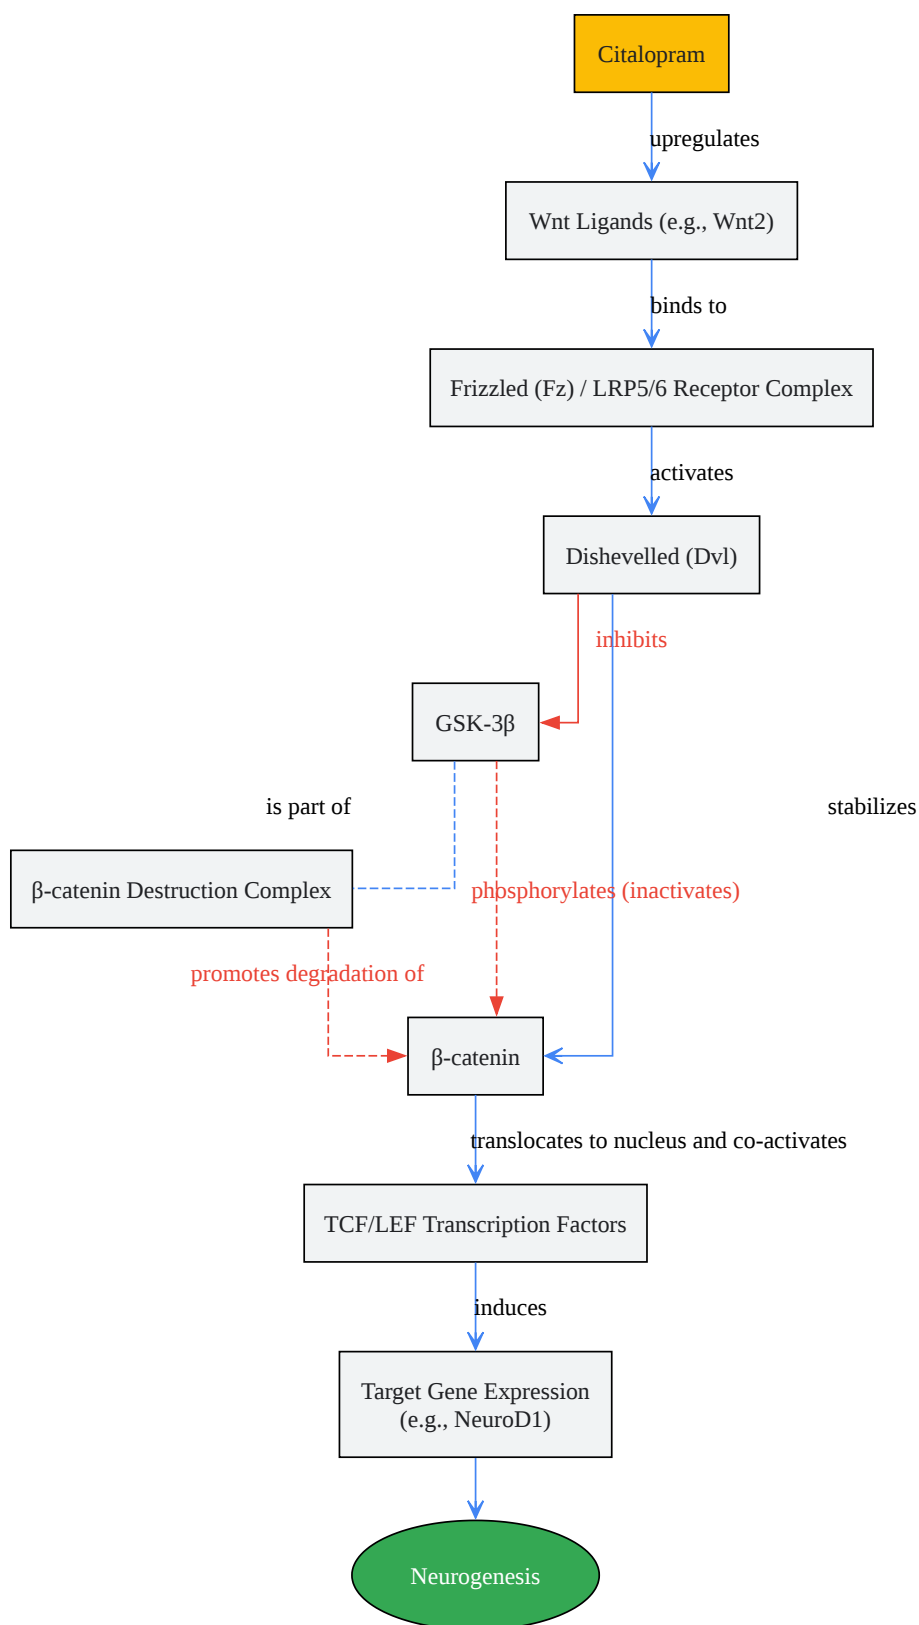 Citalopram
upregulates
Wnt Ligands (e.g., Wnt2)
binds to
Frizzled (Fz) / LRP5/6 Receptor Complex
activates
Dishevelled (Dvl)
inhibits
GSK-3β
is part of
stabilizes
β-catenin Destruction Complex
phosphorylates (inactivates)
promotes degradation of
β-catenin
translocates to nucleus and co-activates
TCF/LEF Transcription Factors
induces
Target Gene Expression
(e.g., NeuroD1)
Neurogenesis